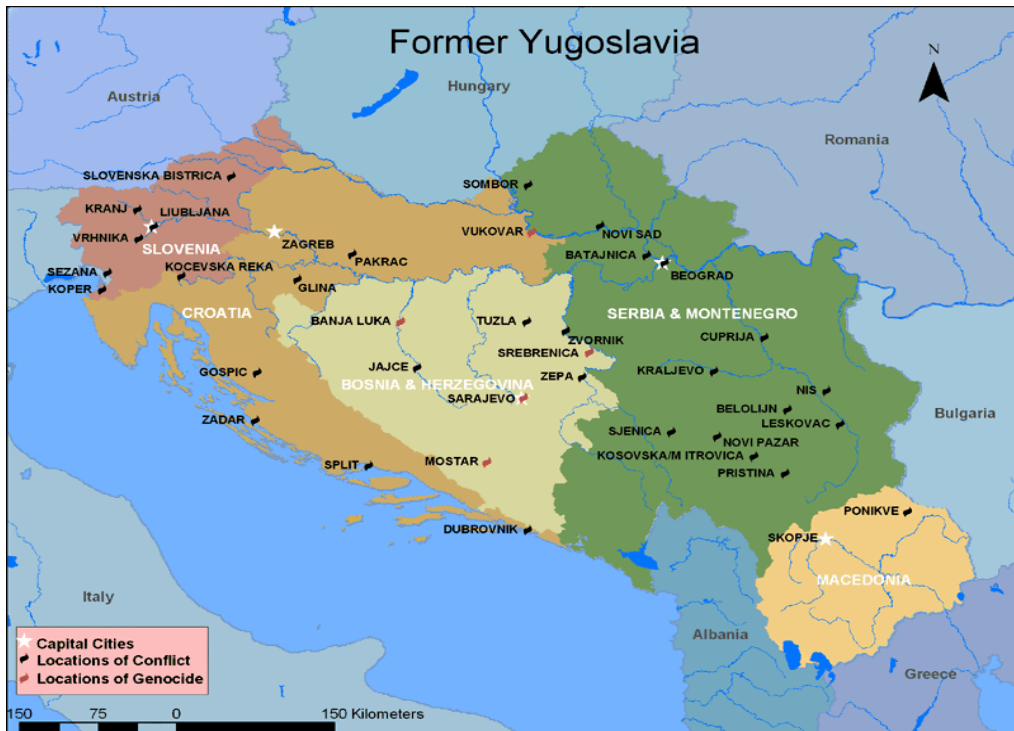 Former Yugoslavia
N
Austria
Hungary
Romania
SLOVENSKA BISTRICA
SOMBOR
KRANJ
LIUBLJANA
VRHNIKA
SLOVENIA
ZAGREB
VUKOVAR
NOVI SAD
PAKRAC
BATAJNICA
BEOGRAD
SEZANA
KOCEVSKA REKA
KOPER
GLINA
CROATIA
BANJA LUKA
TUZLA
ZVORNIK
SERBIA & MONTENEGRO
CUPRIJA
SREBRENICA
JAJCE
GOSPIC
BOSNIA & HERZEGOVINA
ZEPA
KRALJEVO
SARAJEVO
NIS
BELOLIJN
Bulgaria
ZADAR
LESKOVAC
SJENICA
NOVI PAZAR
KOSOVSKA/M ITROVICA
SPLIT
MOSTAR
PRISTINA
PONIKVE
DUBROVNIK
SKOPJE
MACEDONIA
Italy
Albania
Greece
Capital Cities
Locations of Conflict
Locations of Genocide
150 75 0 150 Kilometers